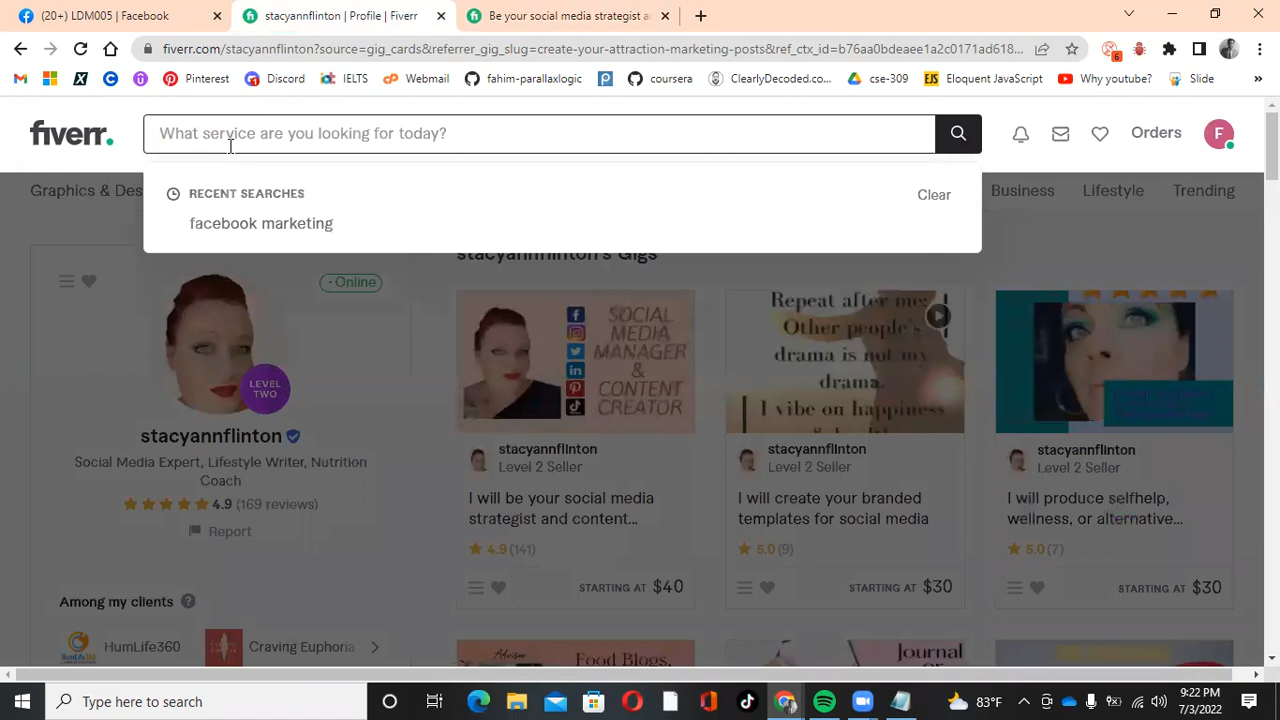 (20+) LDM005 | Facebook
stacyannflinton | Profile | Fiverr
Be your social media strategist a
fiverr.com/stacyannflinton?source=gig_cards&referrer_gig_slug=create-your-attraction-marketing-posts&ref_ctx_id=b76aa0bdeaee1a2c0171ad618...
6
Pinterest
Discord
IELTS
Webmail
fahim-parallaxlogic
coursera
ClearlyDecoded.co...
cse-309
EJS
Eloquent JavaScript
Why youtube?
Slide
»
fiverr.
What service are you looking for today?
Orders
F
RECENT SEARCHES
Clear
facebook marketing
Graphics & Des
Business
Lifestyle
Trending
stacyannflinton's Gigs
Online
LEVEL
TWO
stacyannflinton
Social Media Expert, Lifestyle Writer, Nutrition
Coach
4.9 (169 reviews)
Report
Among my clients
?
HumLife360
Craving Euphoria
SOCIAL
MEDIA
MANAGER
&
CONTENT
CREATOR
stacyannflinton
Level 2 Seller
I will be your social media
strategist and content...
4.9 (141)
STARTING AT $40
Repeat after me: I
Other people's
drama is not my
drama.
I vibe on happiness
stacyannflinton
Level 2 Seller
I will create your branded
templates for social media
5.0 (9)
STARTING AT $30
stacyannflinton
Level 2 Seller
I will produce selfhelp,
wellness, or alternative...
5.0 (7)
STARTING AT $30
Advisor
Food Blogs,
Journal
or
Type here to search
83°F
9:22 PM
7/3/2022